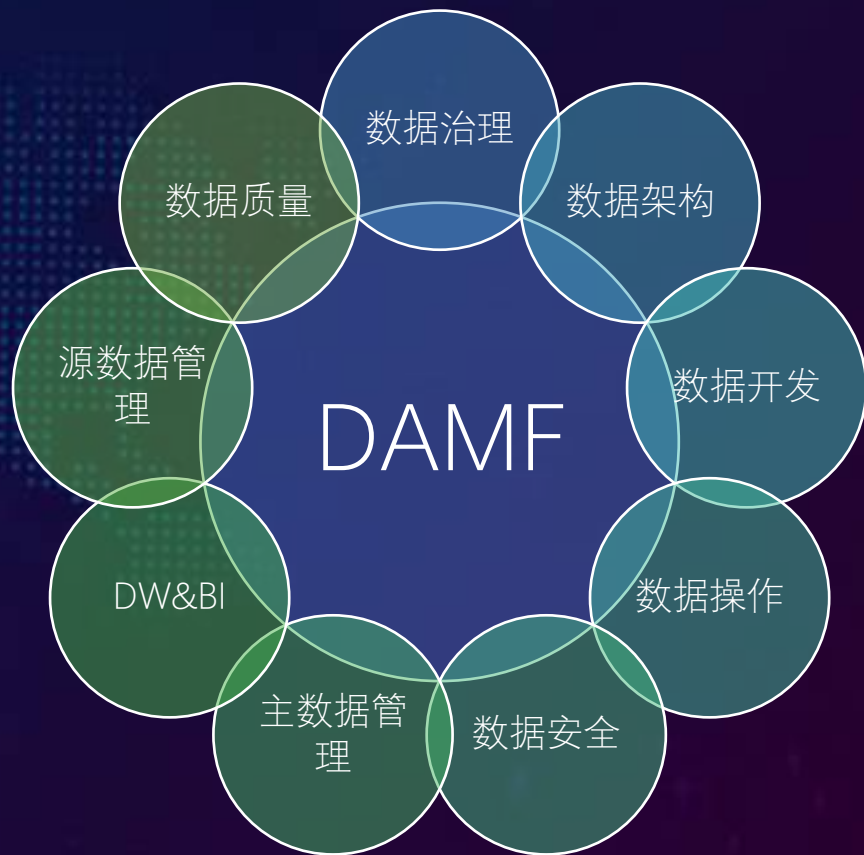 数据治理
数据架构
数据开发
数据操作
数据安全
主数据管
理
DW&BI
源数据管
理
数据质量
DAMF